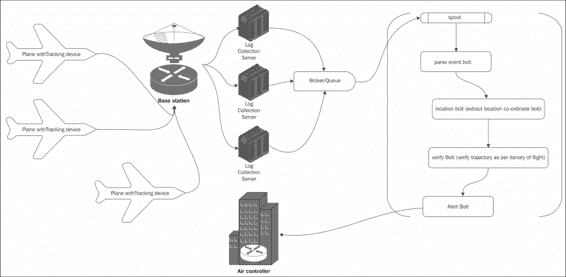 Plane withTracking device
Plane withTracking device
Plane withTracking device
Base station
Log
Collection
Server
Log
Collection
Server
Log
Collection
Server
Broker/Queue
spout
parse event bolt
location bolt (extract location co-ordinate bolt)
verify Bolt (verify trajectory as per itenary of flight)
Alert Bolt
Air controller